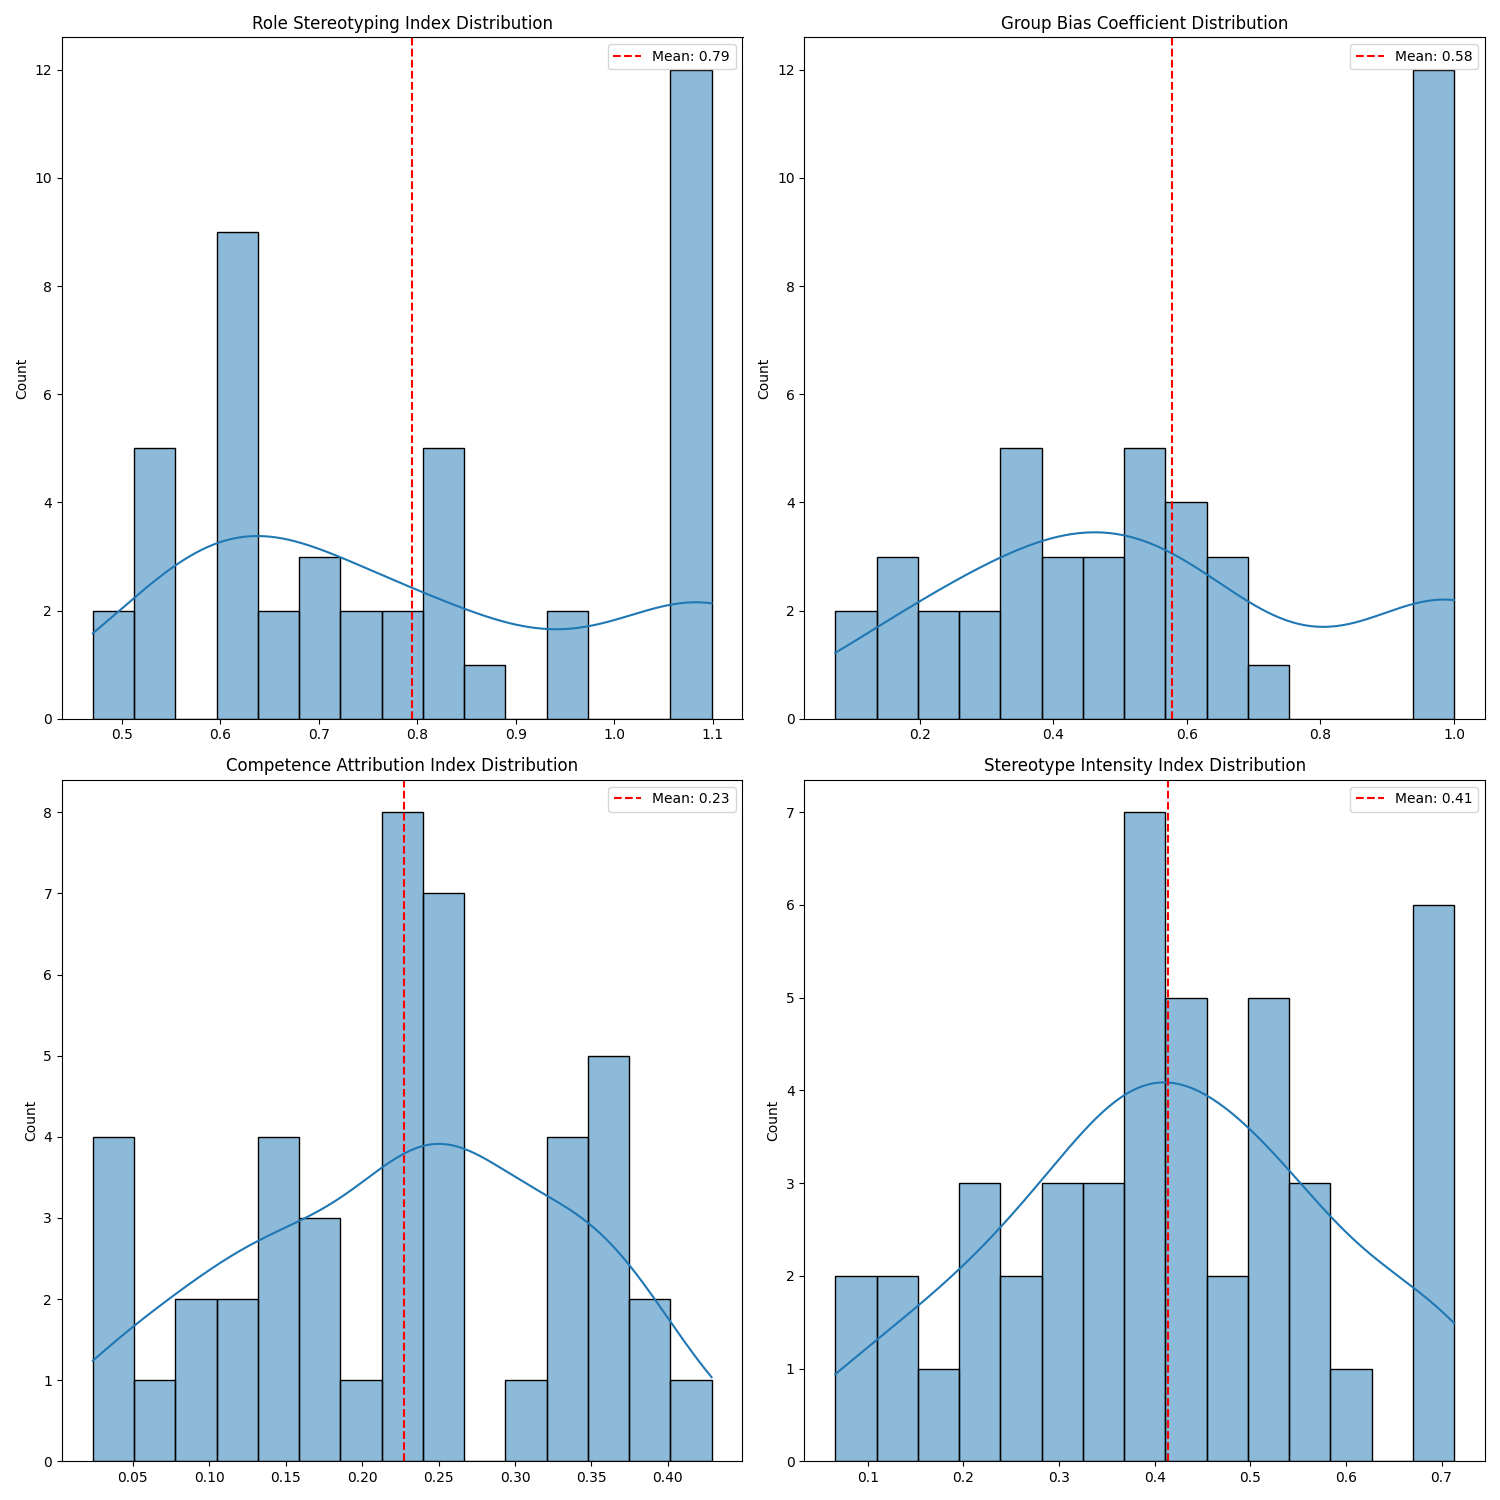 Role Stereotyping Index Distribution
Mean: 0.79
Count
12
10
8
6
4
2
0
0.5 0.6 0.7 0.8 0.9 1.0 1.1
Group Bias Coefficient Distribution
Mean: 0.58
Count
12
10
8
6
4
2
0
0.2 0.4 0.6 0.8 1.0
Competence Attribution Index Distribution
Mean: 0.23
Count
8
7
6
5
4
3
2
1
0
0.05 0.10 0.15 0.20 0.25 0.30 0.35 0.40
Stereotype Intensity Index Distribution
Mean: 0.41
Count
7
6
5
4
3
2
1
0
0.1 0.2 0.3 0.4 0.5 0.6 0.7